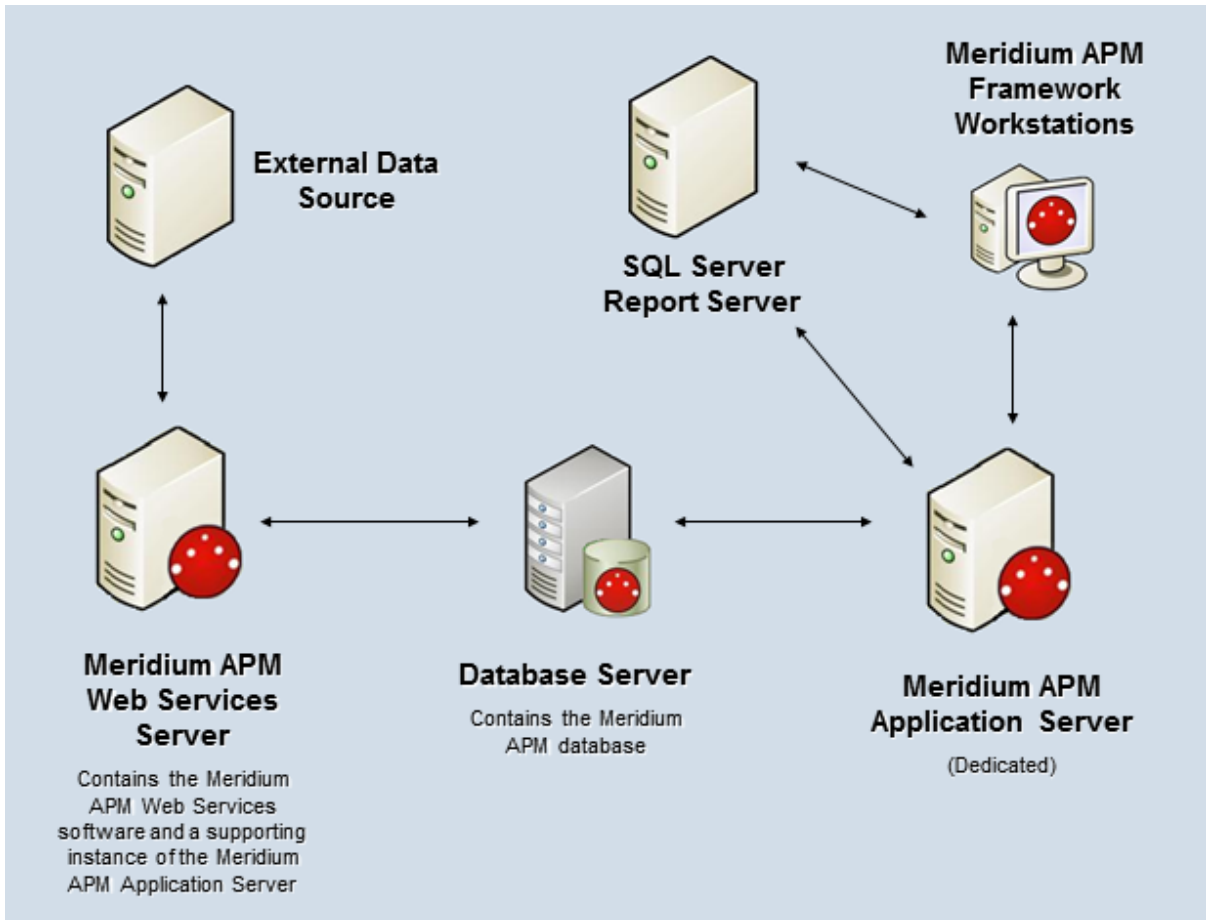 Meridium APM
Framework
Workstations
External Data
Source
SQL Server
Report Server
Meridium APM
Web Services
Server
Contains the Meridium
APM Web Services
software and a supporting
instance of the Meridium
APM Application Server
Database Server
Contains the Meridium
APM database
Meridium APM
Application Server
(Dedicated)